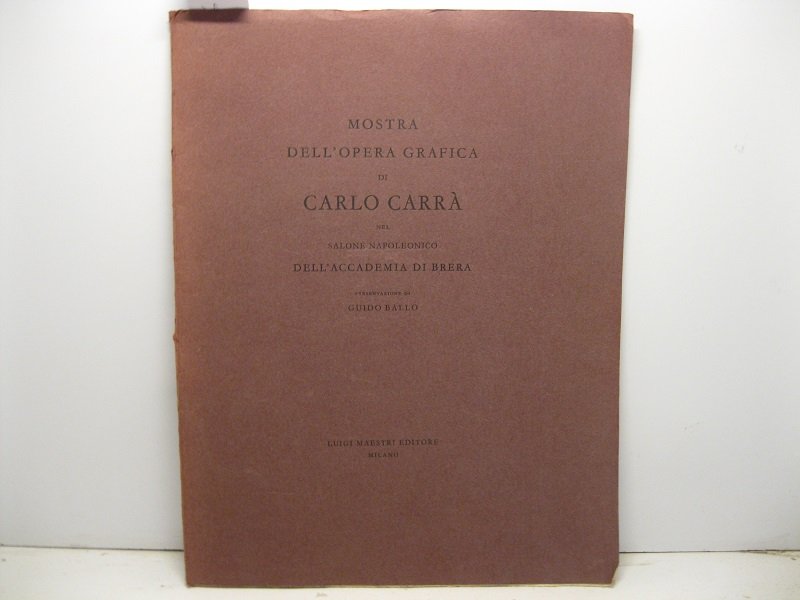 MOSTRA
DELL'OPERA GRAFICA
DI
CARLO CARRÀ
NEL
SALONE NAPOLEONICO
DELL'ACCADEMIA DI BRERA
PRESENTAZIONE DI
GUIDO BALLO
LUIGI MAESTRI EDITORE
MILANO